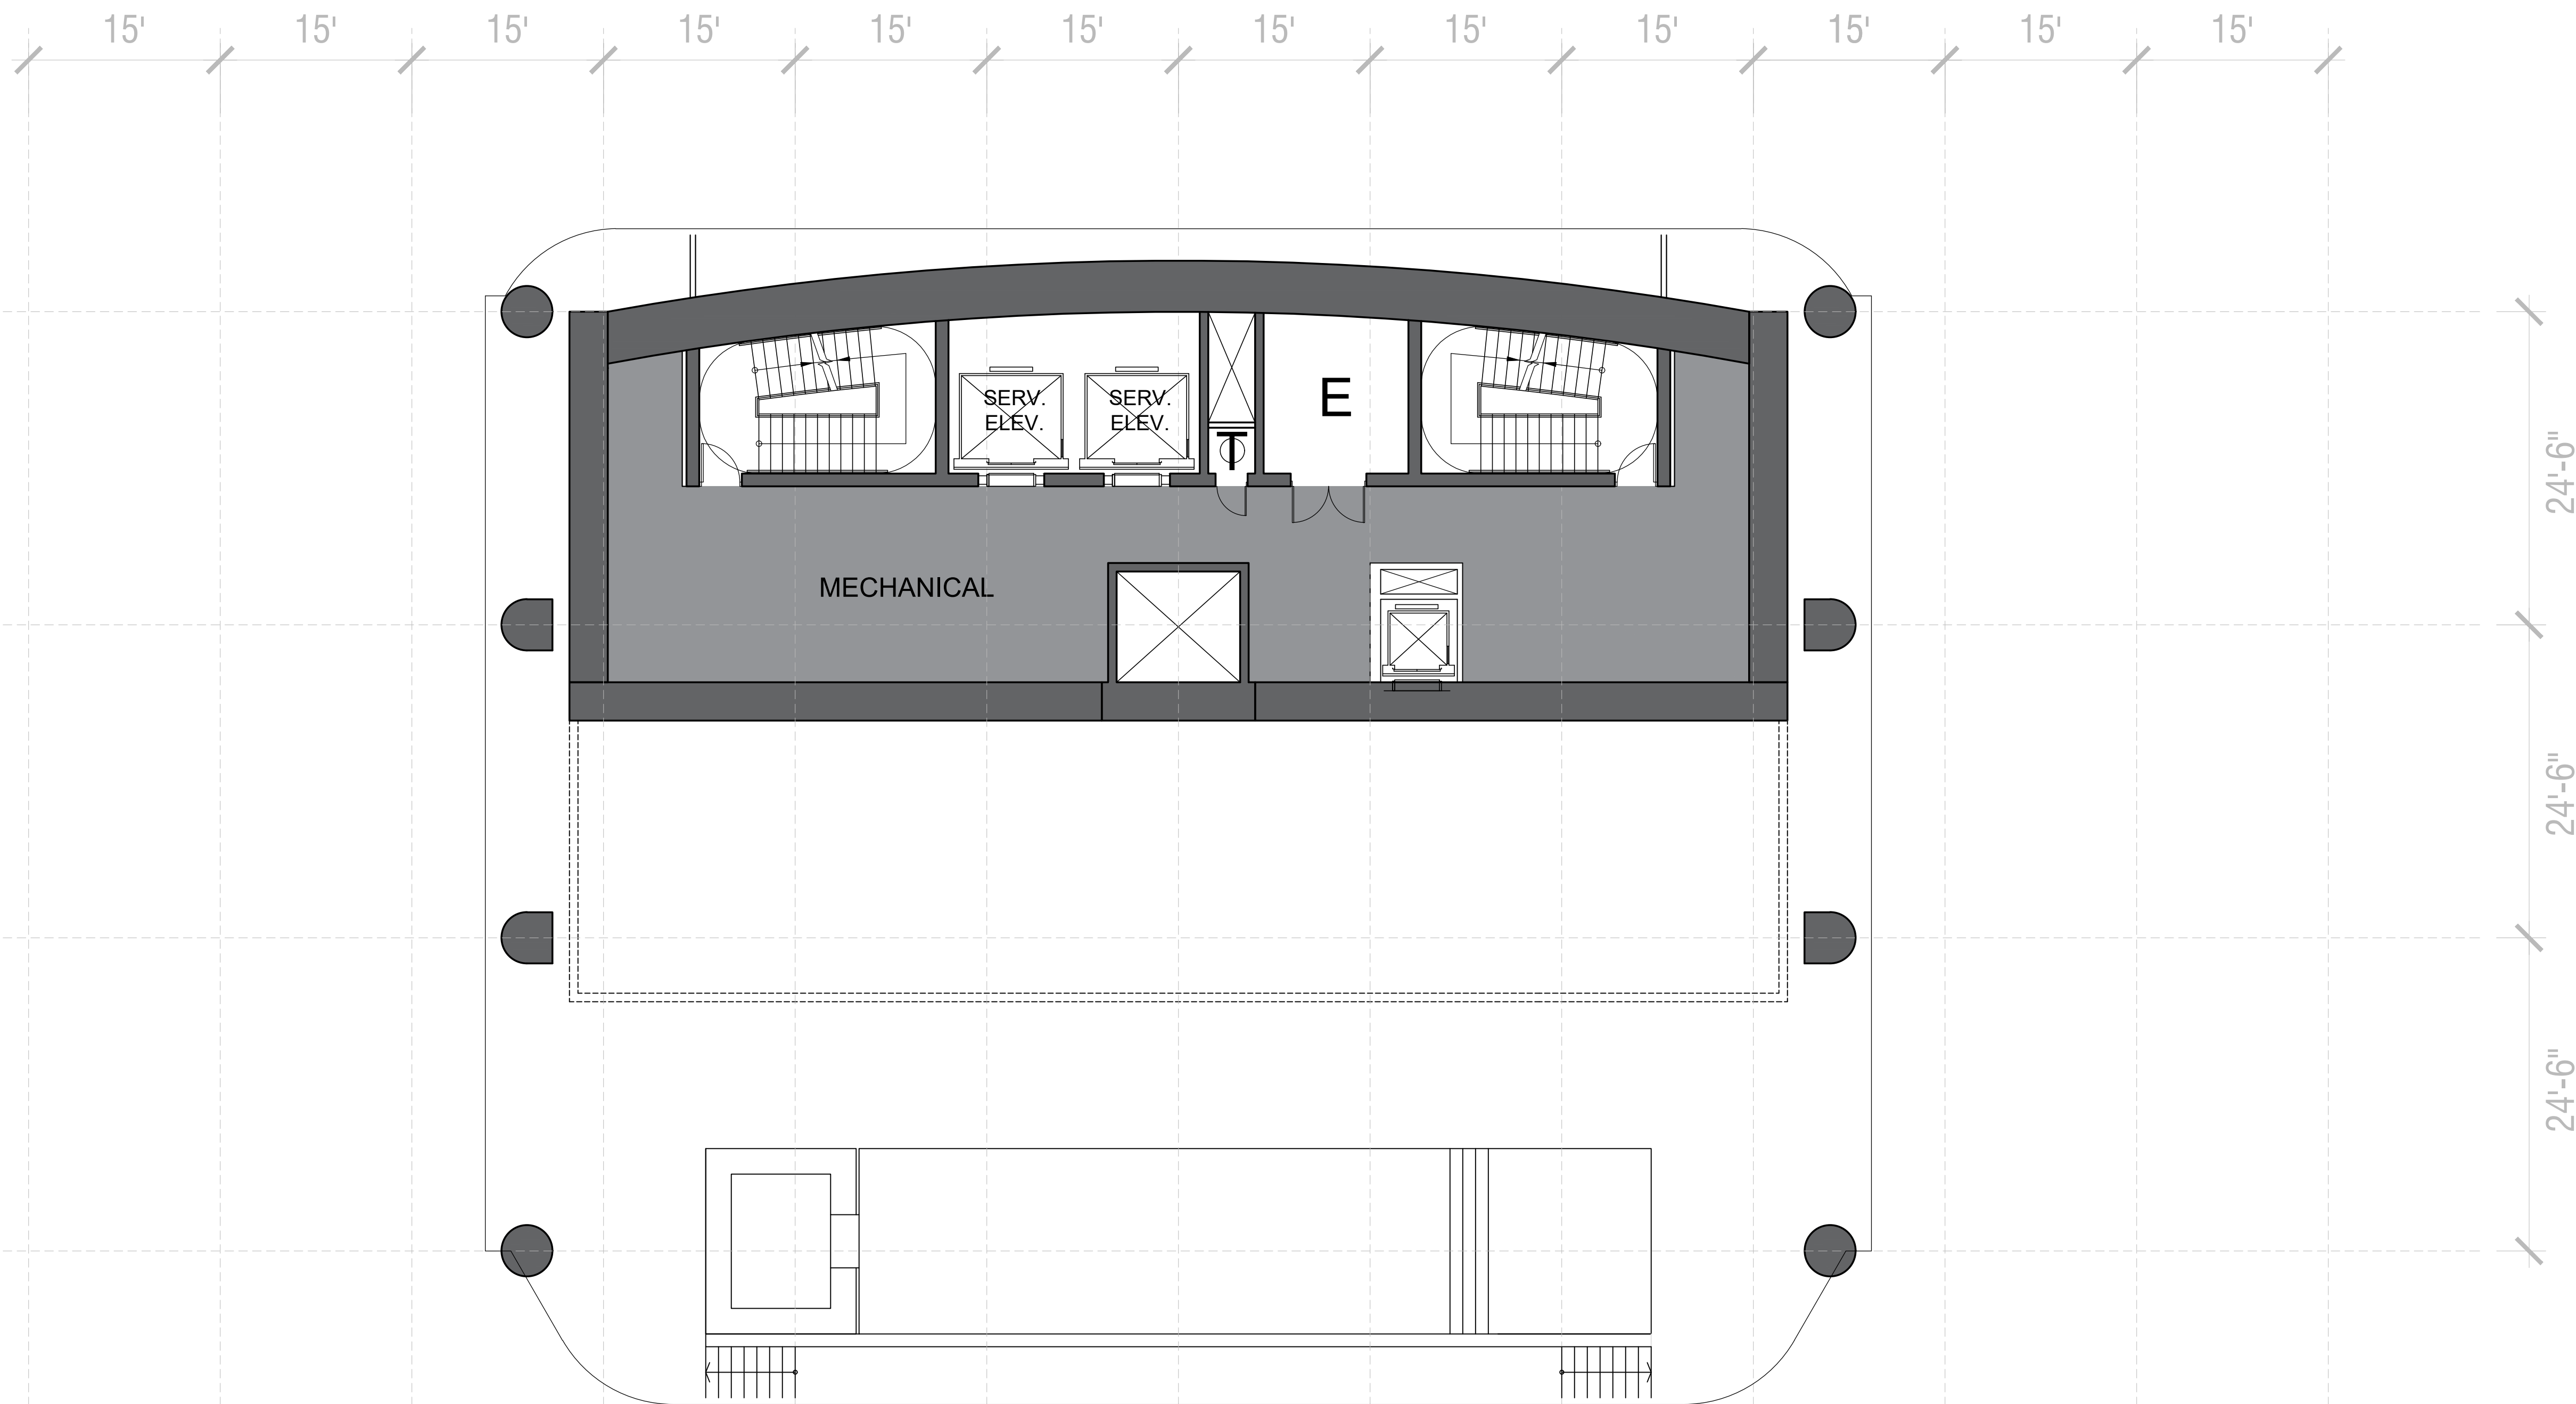 15' 15' 15' 15' 15' 15' 15' 15' 15' 15' 15' 15'
SERV. ELEV.
SERV. ELEV.
E
T
MECHANICAL
24'-6"
24'-6"
24'-6"